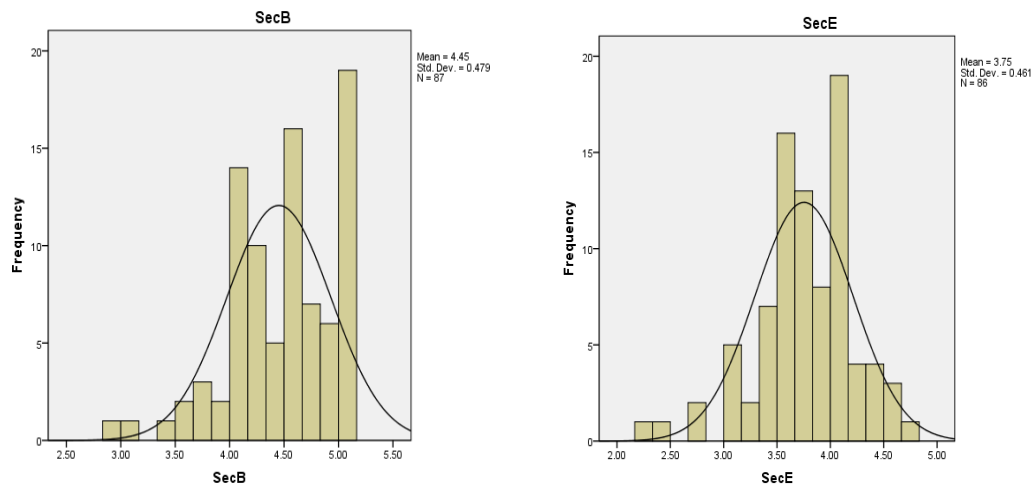 SecB
Mean = 4.45
Std. Dev. = 0.479
N = 87
20
15
10
5
0
Frequency
2.50 3.00 3.50 4.00 4.50 5.00 5.50
SecB
SecE
Mean = 3.75
Std. Dev. = 0.461
N = 86
20
15
10
5
0
Frequency
2.00 2.50 3.00 3.50 4.00 4.50 5.00
SecE